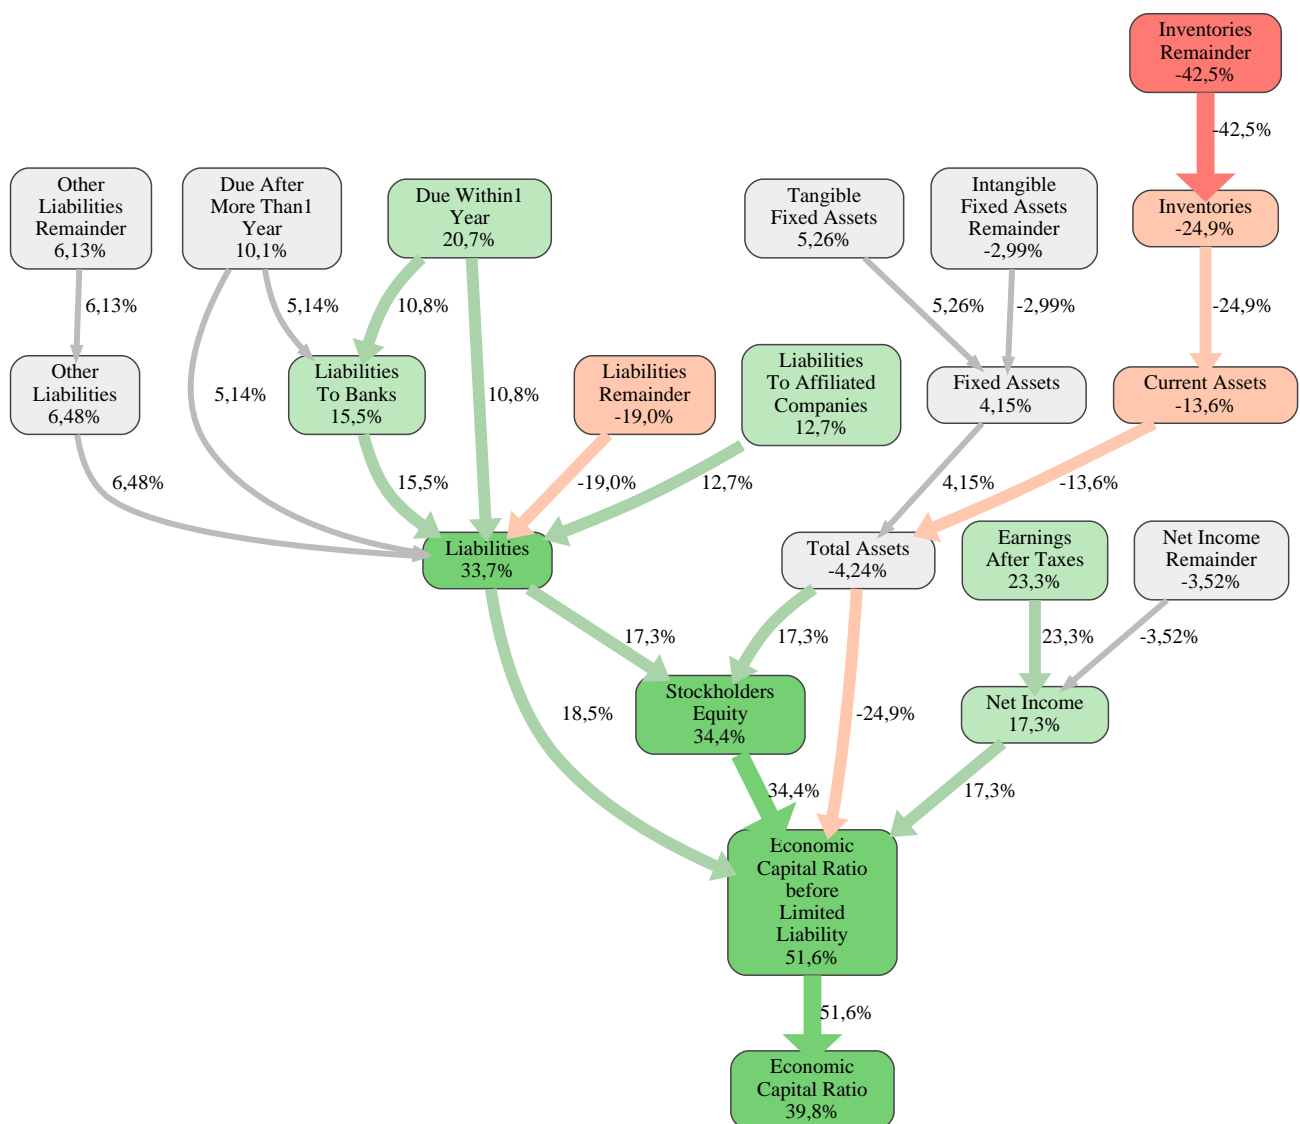 Inventories
Remainder
-42,5%
-42,5%
Other
Liabilities
Remainder
6,13%
Due After
More Than1
Year
10,1%
Due Within1
Year
20,7%
Tangible
Fixed Assets
5,26%
Intangible
Fixed Assets
Remainder
-2,99%
Inventories
-24,9%
6,13%
5,14%
10,8%
5,26%
-2,99%
-24,9%
Other
Liabilities
6,48%
5,14%
Liabilities
To Banks
15,5%
10,8%
Liabilities
Remainder
-19,0%
Liabilities
To Affiliated
Companies
12,7%
Fixed Assets
4,15%
Current Assets
-13,6%
6,48%
15,5%
-19,0%
12,7%
4,15%
-13,6%
Liabilities
33,7%
Total Assets
-4,24%
Earnings
After Taxes
23,3%
Net Income
Remainder
-3,52%
17,3%
17,3%
23,3%
-3,52%
18,5%
Stockholders
Equity
34,4%
-24,9%
Net Income
17,3%
34,4%
17,3%
Economic
Capital Ratio
before
Limited
Liability
51,6%
51,6%
Economic
Capital Ratio
39,8%